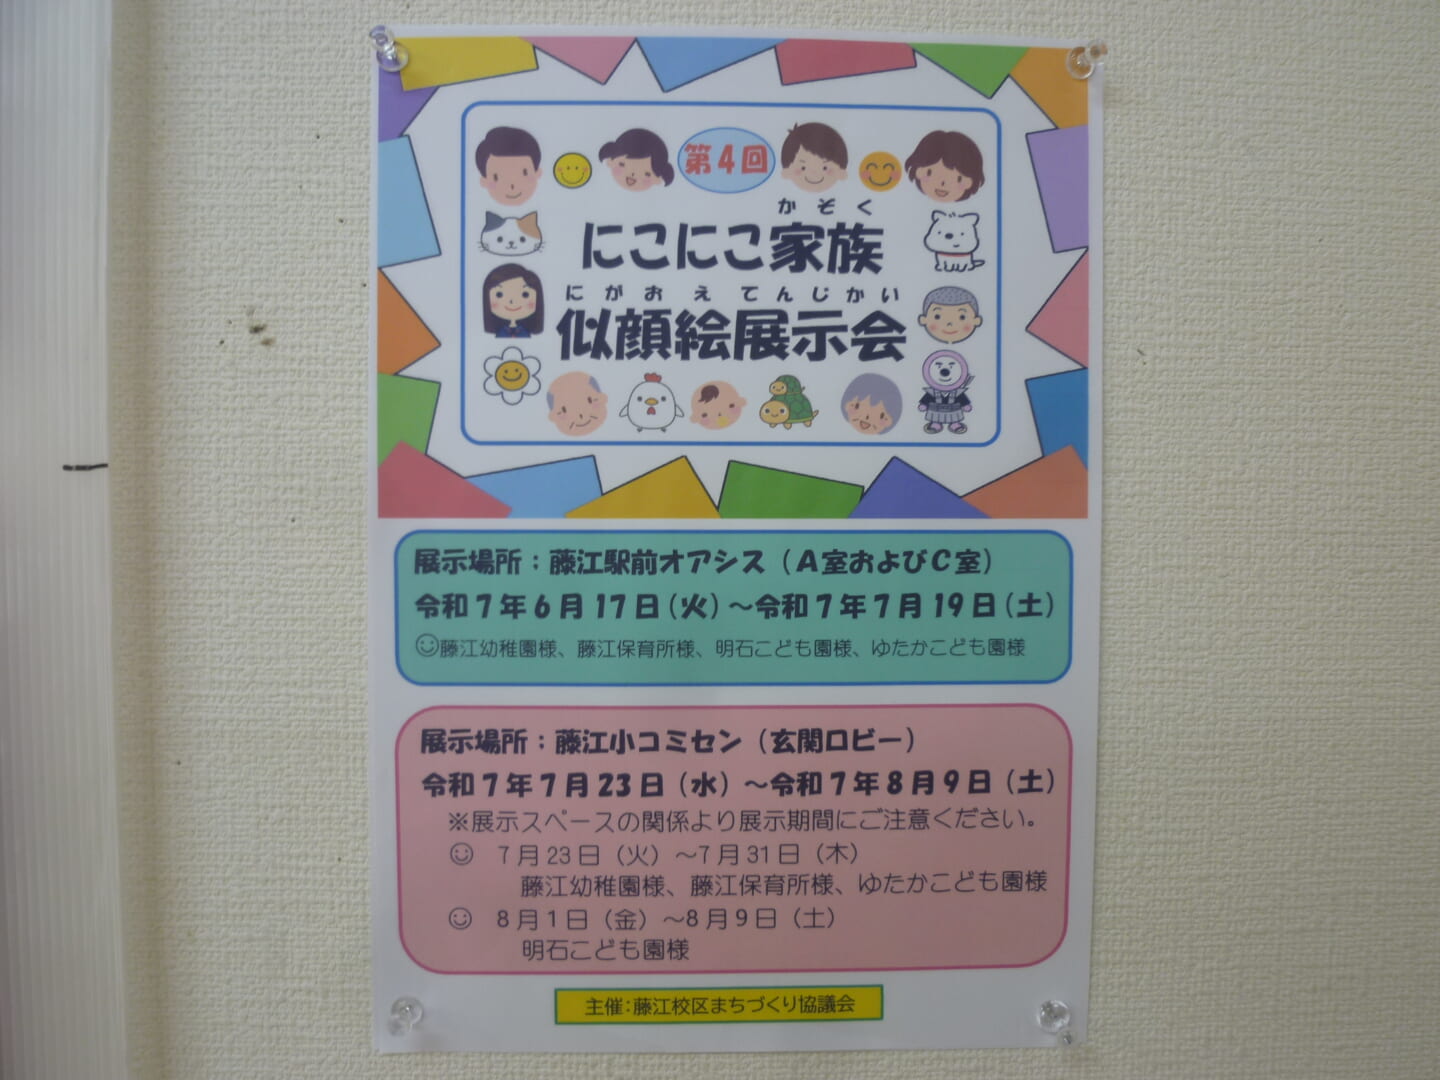 第4回
かぞく
にこにこ家族
にがおえてんじかい
似顔絵展示会
展示場所：藤江駅前オアシス（A室およびC室）
令和7年6月17日（火）～令和7年7月19日（土）
藤江幼稚園様、藤江保育所様、明石こども園様、ゆたかこども園様
展示場所：藤江小コミセン（玄関ロビー）
令和7年7月23日（水）～令和7年8月9日（土）
※展示スペースの関係より展示期間にご注意ください。
7月23日（火）～7月31日（木）
藤江幼稚園様、藤江保育所様、ゆたかこども園様
8月1日（金）～8月9日（土）
明石こども園様
主催：藤江校区まちづくり協議会